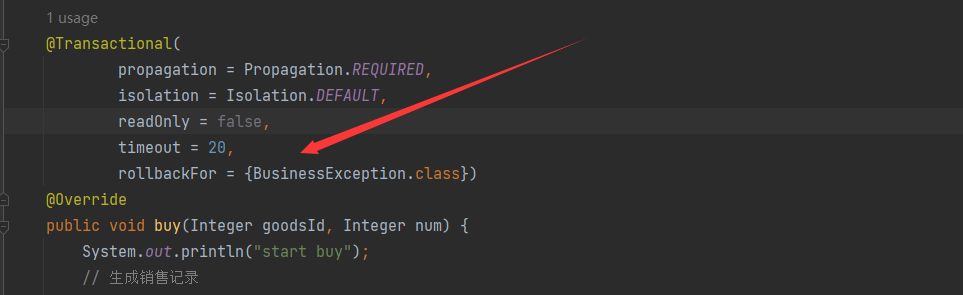 1 usage
@Transactional(
propagation = Propagation.REQUIRED,
isolation = Isolation.DEFAULT,
readOnly = false,
timeout = 20,
rollbackFor = {BusinessException.class})
@Override
public void buy(Integer goodsId, Integer num) {
System.out.println("start buy");
// 生成销售记录